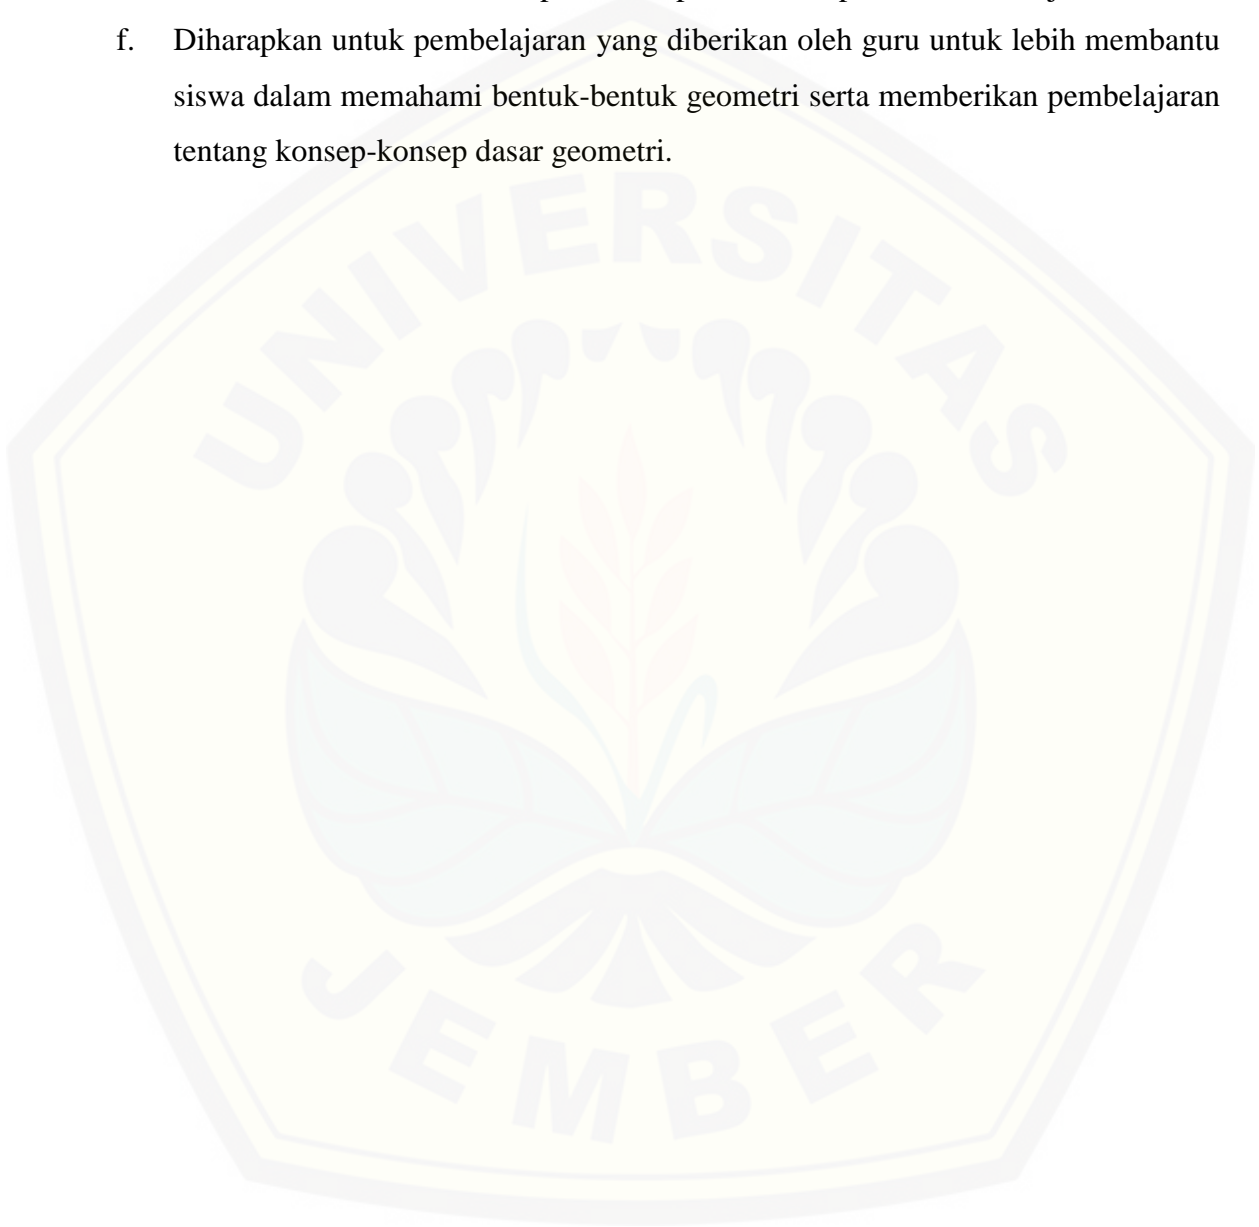 f. Diharapkan untuk pembelajaran yang diberikan oleh guru untuk lebih membantu
siswa dalam memahami bentuk-bentuk geometri serta memberikan pembelajaran
tentang konsep-konsep dasar geometri.
UNIVERSITAS
JEMBER